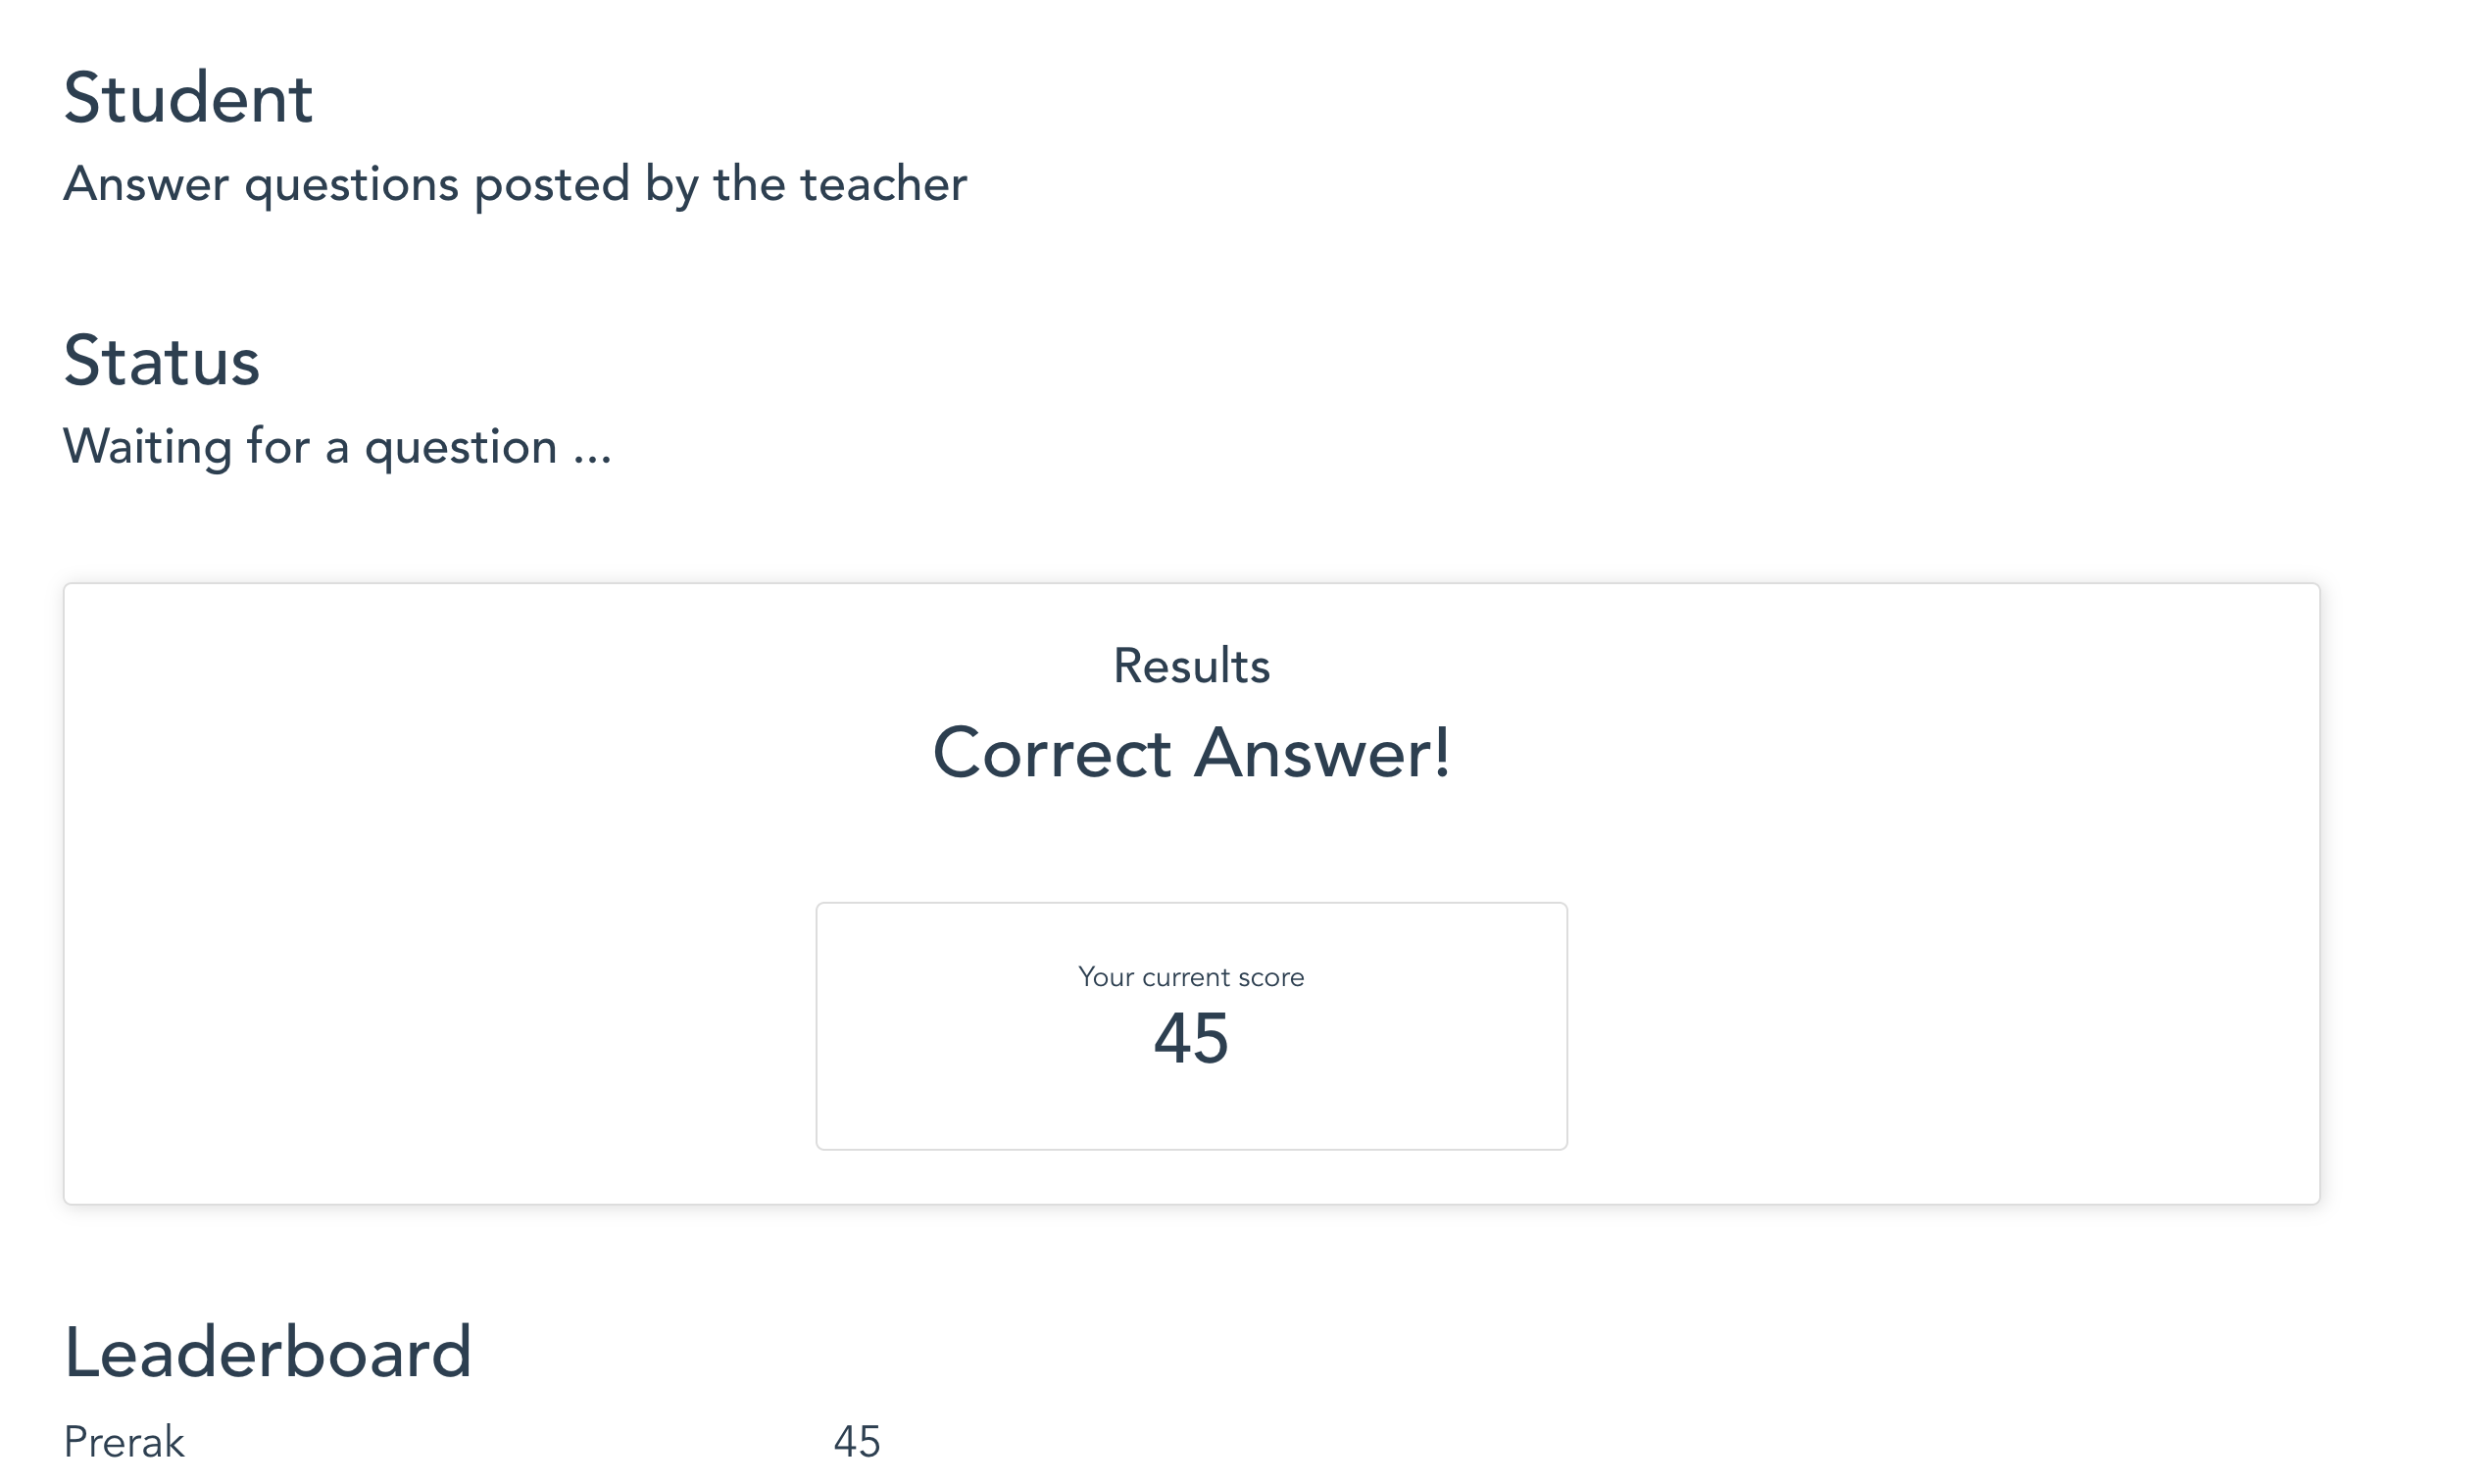 Student
Answer questions posted by the teacher
Status
Waiting for a question ...
Results
Correct Answer!
Your current score
45
Leaderboard
Prerak 45